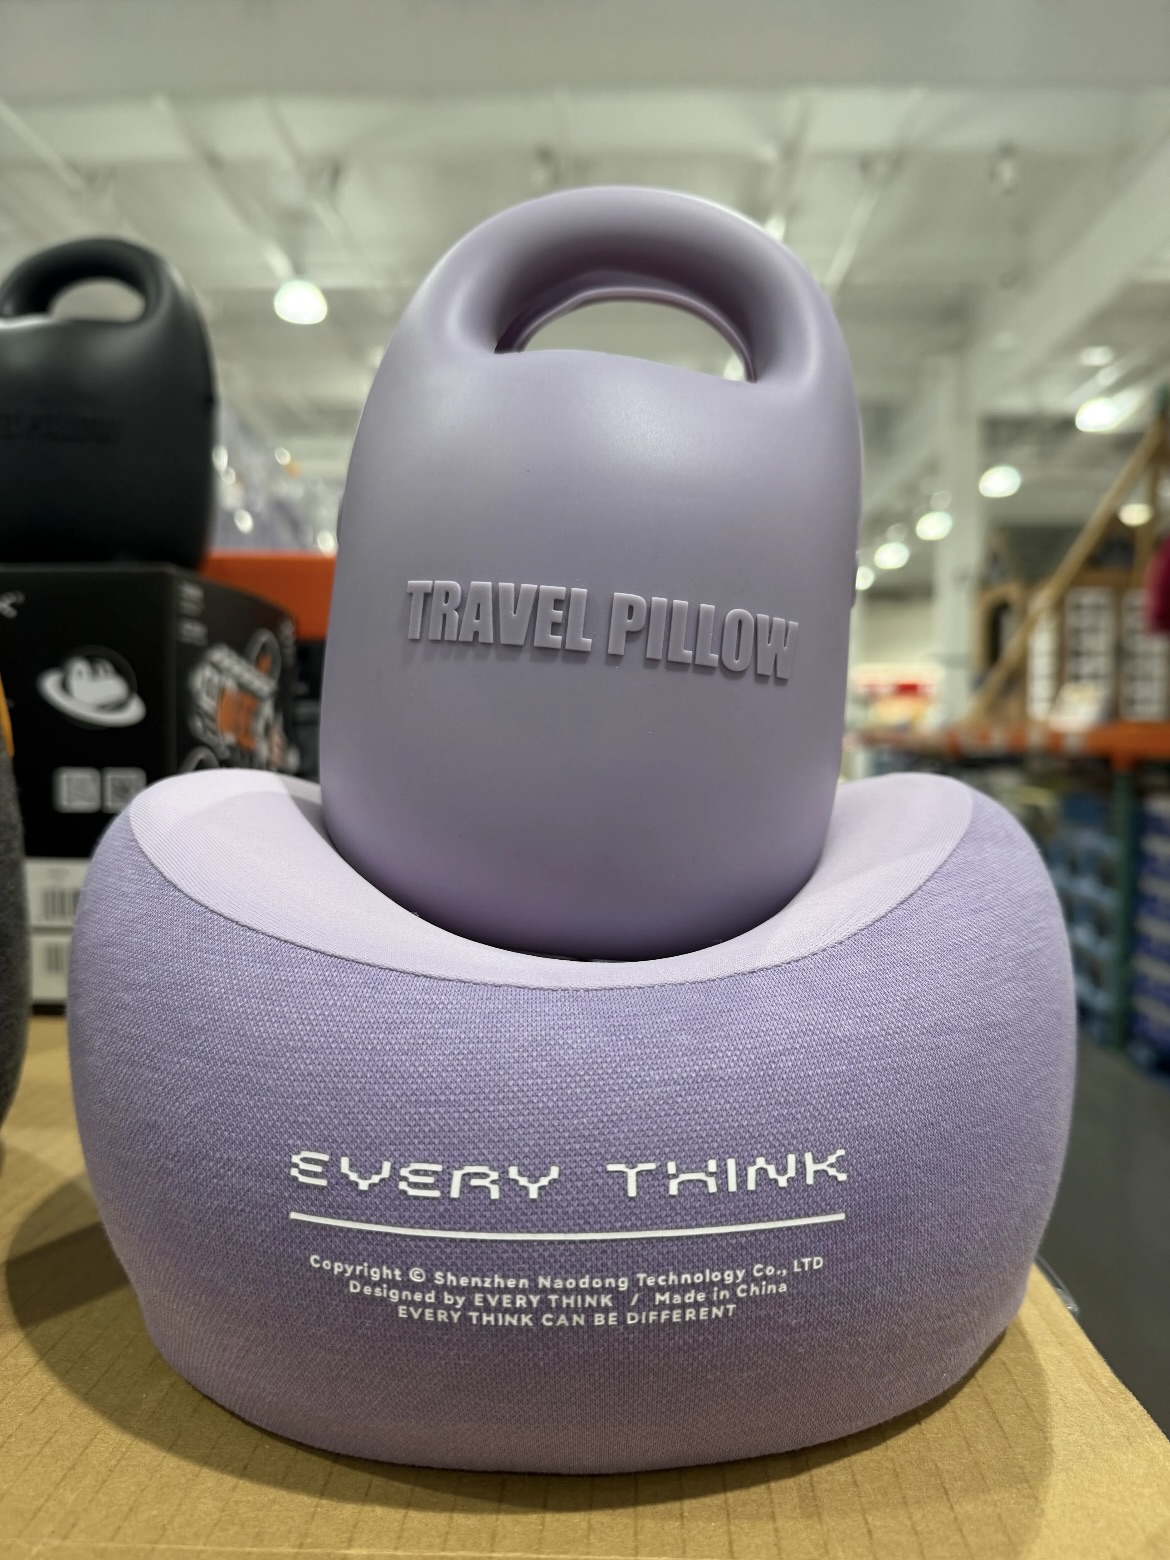 TRAVEL PILLOW
EVERY THINK
Copyright © Shenzhen Naodong Technology Co., LTD
Designed by EVERY THINK / Made in China
EVERY THINK CAN BE DIFFERENT